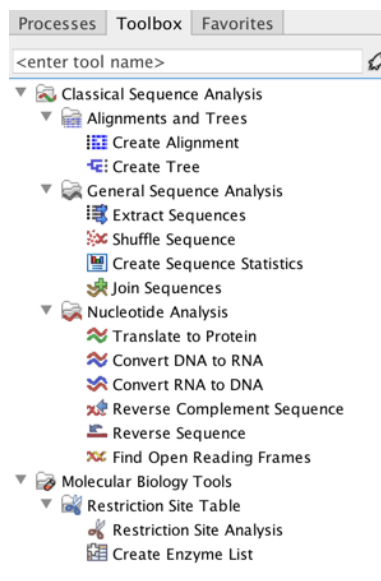 Processes Toolbox Favorites
<enter tool name>
Classical Sequence Analysis
Alignments and Trees
Create Alignment
Create Tree
General Sequence Analysis
Extract Sequences
Shuffle Sequence
Create Sequence Statistics
Join Sequences
Nucleotide Analysis
Translate to Protein
Convert DNA to RNA
Convert RNA to DNA
Reverse Complement Sequence
Reverse Sequence
Find Open Reading Frames
Molecular Biology Tools
Restriction Site Table
Restriction Site Analysis
Create Enzyme List